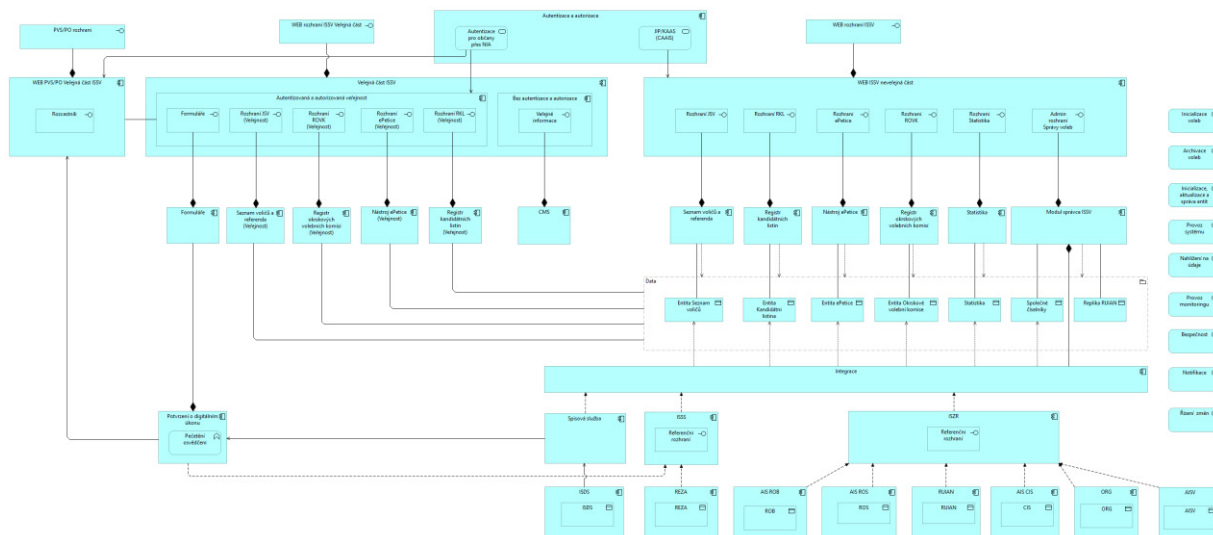 PVS/PO rozhraní
WEB rozhraní ISSV Veřejná část
Autentizace a autorizace
Autentizace
pro občany
přes NIA
JIP/KAAS
(CAAIS)
WEB rozhraní ISSV
WEB PVS/PO Veřejná část ISSV
Rozcestník
Veřejná část ISSV
Autentizovaná a autorizovaná veřejnost
Formuláře
Rozhraní JSV
(Veřejnost)
Rozhraní
ROVK
(Veřejnost)
Rozhraní
ePetice
(Veřejnost)
Rozhraní RKL
(Veřejnost)
Bez autentizace a autorizace
Veřejné
informace
WEB ISSV neveřejná část
Rozhraní JSV
Rozhraní RKL
Rozhraní
ePetice
Rozhraní
ROVK
Rozhraní
Statistika
Admin
rozhraní
Správy voleb
Inicializace
voleb
Archivace
voleb
Inicializace,
aktualizace a
správa entit
Provoz
systému
Nahlížení na
údaje
Provoz
monitoringu
Bezpečnost
Notifikace
Řízení změn
Formuláře
Seznam voličů a
referenda
(Veřejnost)
Registr
okrskových
volebních komisí
(Veřejnost)
Nástroj ePetice
(Veřejnost)
Registr
kandidátních
listin
(Veřejnost)
CMS
Seznam voličů a
referenda
Registr
kandidátních
listin
Nástroj ePetice
Registr
okrskových
volebních komisí
Statistika
Modul správce ISSV
Data
Entita Seznam
voličů
Entita
Kandidátní
listina
Entita ePetice
Entita Okrskové
volební komise
Statistika
Společné
číselníky
Replika RUIAN
Integrace
Potvrzení o digitálním
úkonu
Pečetění
osvědčení
Spisová služba
ISSS
Referenční
rozhraní
ISZR
Referenční
rozhraní
ISDS
ISDS
REZA
REZA
AIS ROB
ROB
AIS ROS
ROS
RUIAN
RUIAN
AIS CIS
CIS
ORG
ORG
AISV
AISV